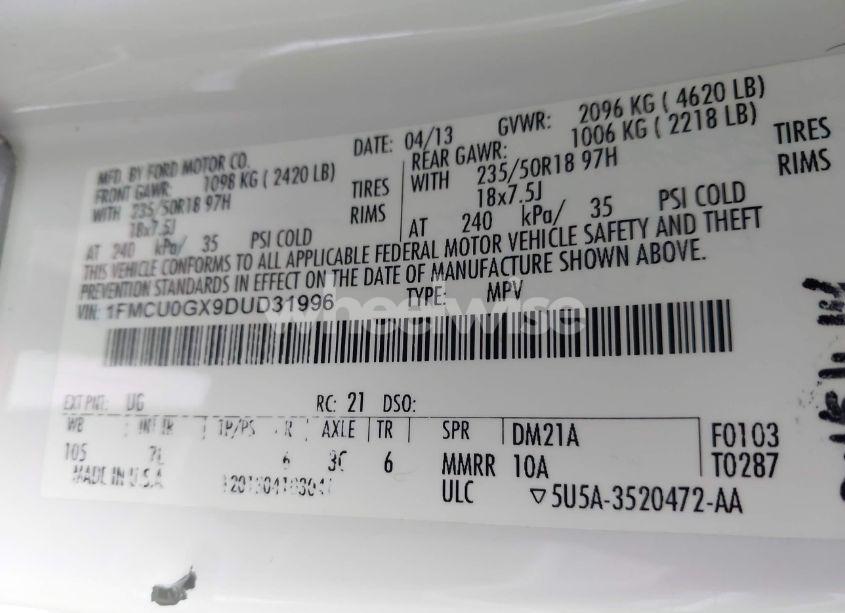 MFD. BY FORD MOTOR CO.
DATE: 04/13
GVWR: 2096 KG ( 4620 LB)
FRONT GAWR: 1098 KG ( 2420 LB)
REAR GAWR: 1006 KG ( 2218 LB)
WITH 235/50R18 97H TIRES
WITH 235/50R18 97H TIRES
18x7.5J RIMS
18x7.5J RIMS
AT 240 kPa/ 35 PSI COLD
AT 240 kPa/ 35 PSI COLD
THIS VEHICLE CONFORMS TO ALL APPLICABLE FEDERAL MOTOR VEHICLE SAFETY AND THEFT
PREVENTION STANDARDS IN EFFECT ON THE DATE OF MANUFACTURE SHOWN ABOVE.
VIN: 1FMCU0GX9DUD31996 TYPE: MPV
wheelwise
EXT PNT: UG RC: 21 DSO:
WB INT TR TP/PS R AXLE TR SPR DM21A F0103
105 6 6 MMRR 10A T0287
MADE IN U.S.A. ULC ▽5U5A-3520472-AA